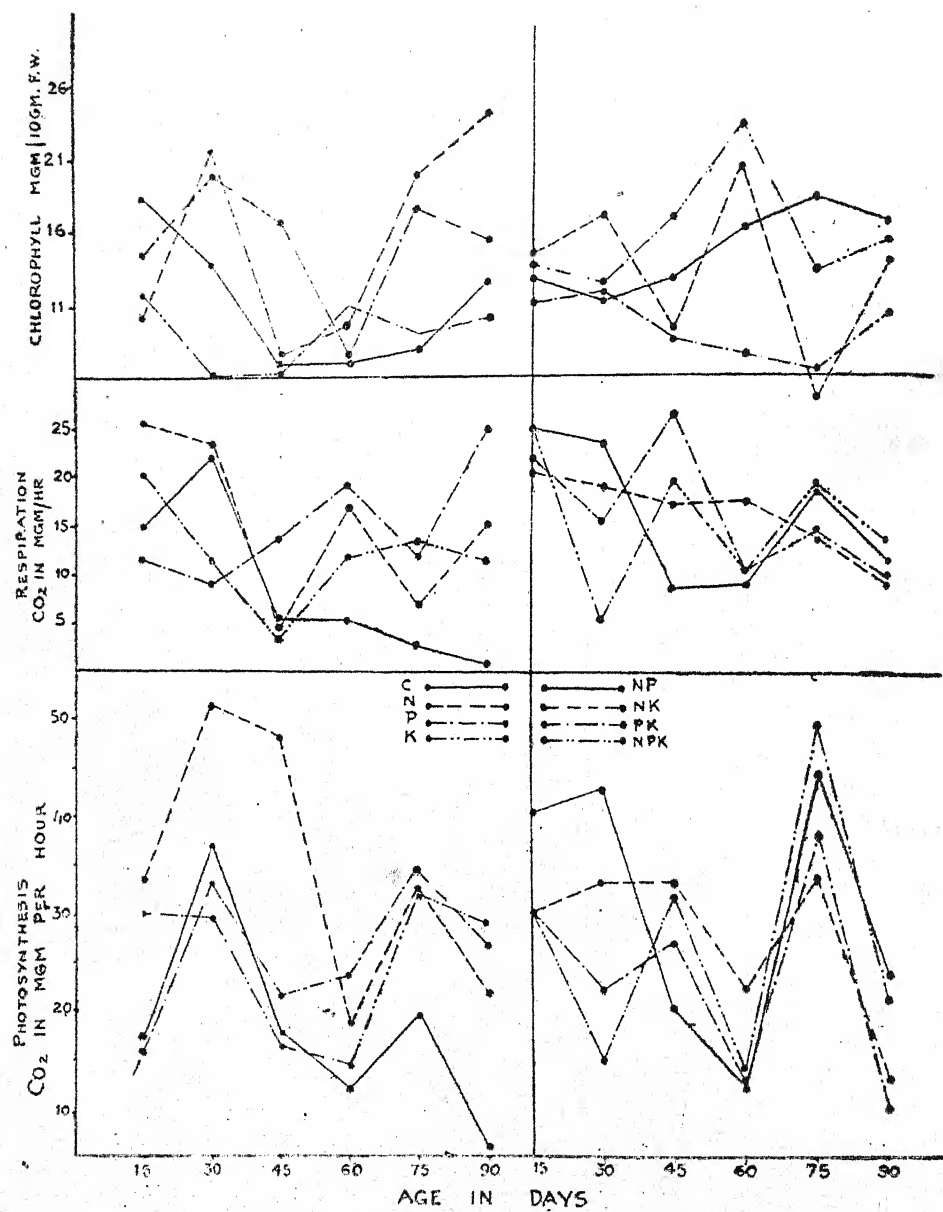 CHLOROPHYLL MGM/10GM. F.W.
26
21
16
11
RESPIRATION
CO2 IN MGM/HR
25
20
15
10
5
C
N
P
K
NP
NK
PK
NPK
PHOTOSYNTHESIS
CO2 IN MGM PER HOUR
50
40
30
20
10
15 30 45 60 75 90 15 30 45 60 75 90
AGE IN DAYS